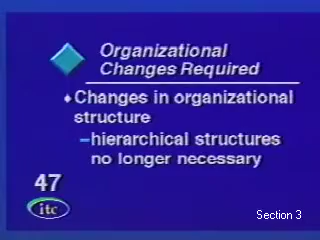 Organizational
Changes Required
♦Changes in organizational
structure
–hierarchical structures
no longer necessary
47
itc
Section 3